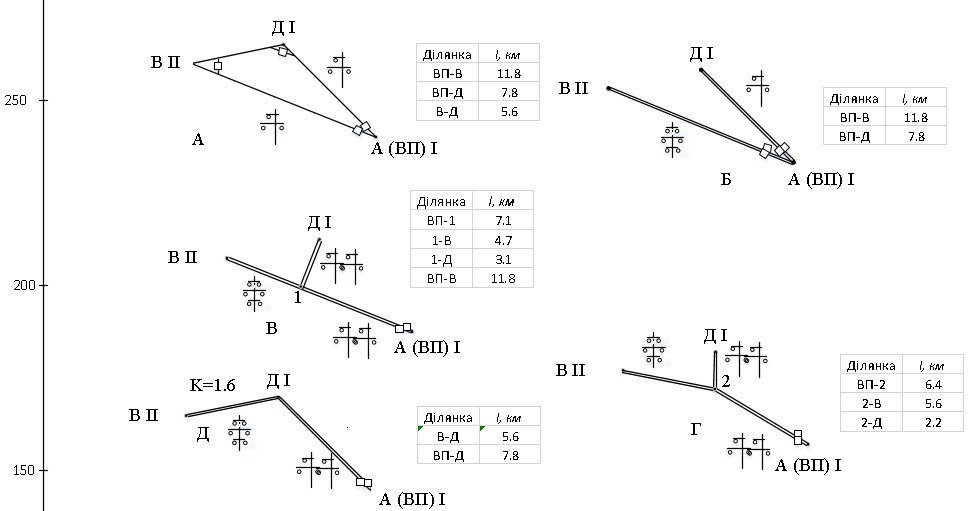 250
200
150
Д І
В ІІ
А
А (ВП) І
Ділянка l, км
ВП-В 11.8
ВП-Д 7.8
В-Д 5.6
Д І
В ІІ
Б
А (ВП) І
Ділянка l, км
ВП-В 11.8
ВП-Д 7.8
Д І
В ІІ
1
В
А (ВП) І
Ділянка l, км
ВП-1 7.1
1-В 4.7
1-Д 3.1
ВП-В 11.8
Д І
В ІІ
2
Г
А (ВП) І
Ділянка l, км
ВП-2 6.4
2-В 5.6
2-Д 2.2
K=1.6
Д І
В ІІ
Д
А (ВП) І
Ділянка l, км
В-Д 5.6
ВП-Д 7.8